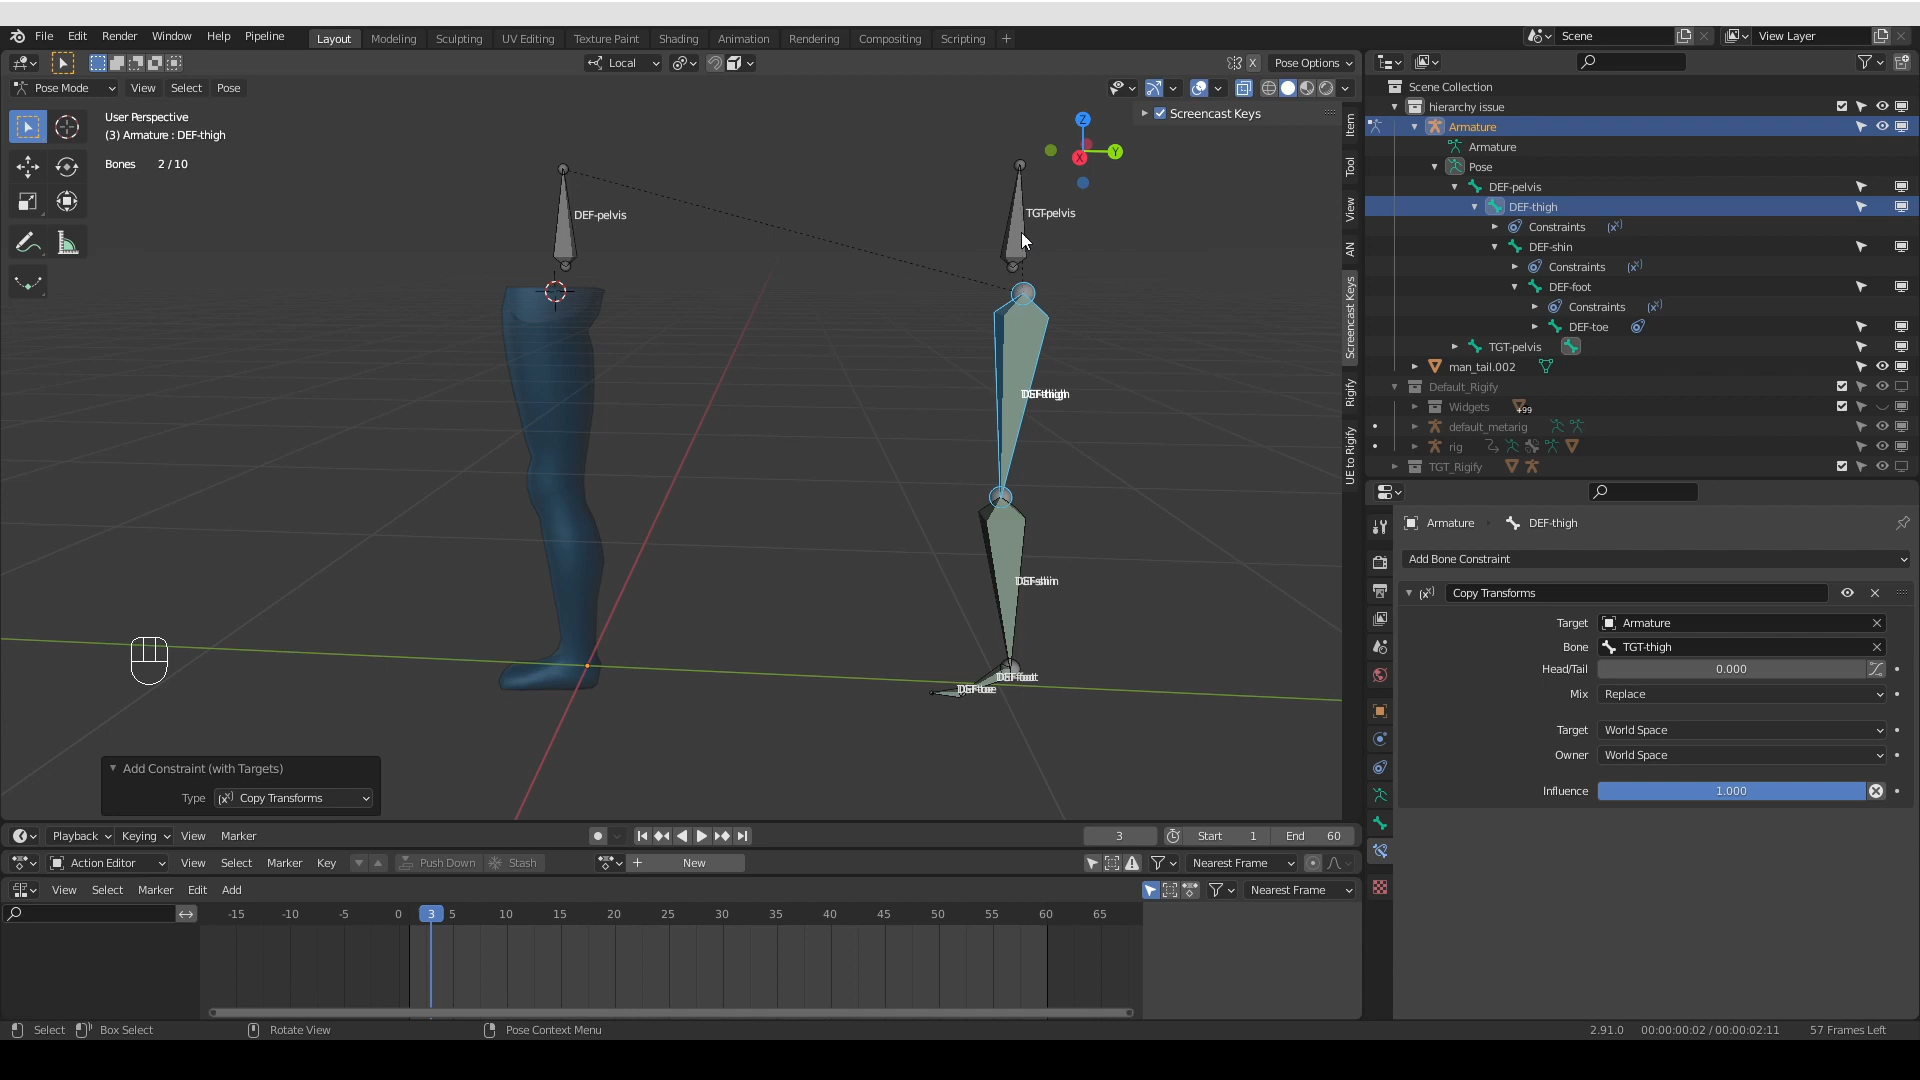 File Edit Render Window Help Pipeline Layout Modeling Sculpting UV Editing Texture Paint Shading Animation Rendering Compositing Scripting + Scene View Layer
Local X Pose Options
Pose Mode View Select Pose
User Perspective
(3) Armature : DEF-thigh
Bones 2 / 10
Screencast Keys
Z
Y
X
DEF-pelvis
TGT-pelvis
Item
Tool
View
AN
Screencast Keys
Rigify
UE to Rigify
Add Constraint (with Targets)
Type Copy Transforms
Scene Collection
hierarchy issue
Armature
Armature
Pose
DEF-pelvis
DEF-thigh
Constraints
DEF-shin
Constraints
DEF-foot
Constraints
DEF-toe
TGT-pelvis
man_tail.002
Default_Rigify
Widgets +99
default_metarig
rig
TGT_Rigify
Armature DEF-thigh
Add Bone Constraint
Copy Transforms
Target Armature
Bone TGT-thigh
Head/Tail 0.000
Mix Replace
Target World Space
Owner World Space
Influence 1.000
Playback Keying View Marker 3 Start 1 End 60
Action Editor View Select Marker Key Push Down Stash + New Nearest Frame
View Select Marker Edit Add Nearest Frame
-15 -10 -5 0 3 5 10 15 20 25 30 35 40 45 50 55 60 65
Select Box Select Rotate View Pose Context Menu 2.91.0 00:00:00:02 / 00:00:02:11 57 Frames Left